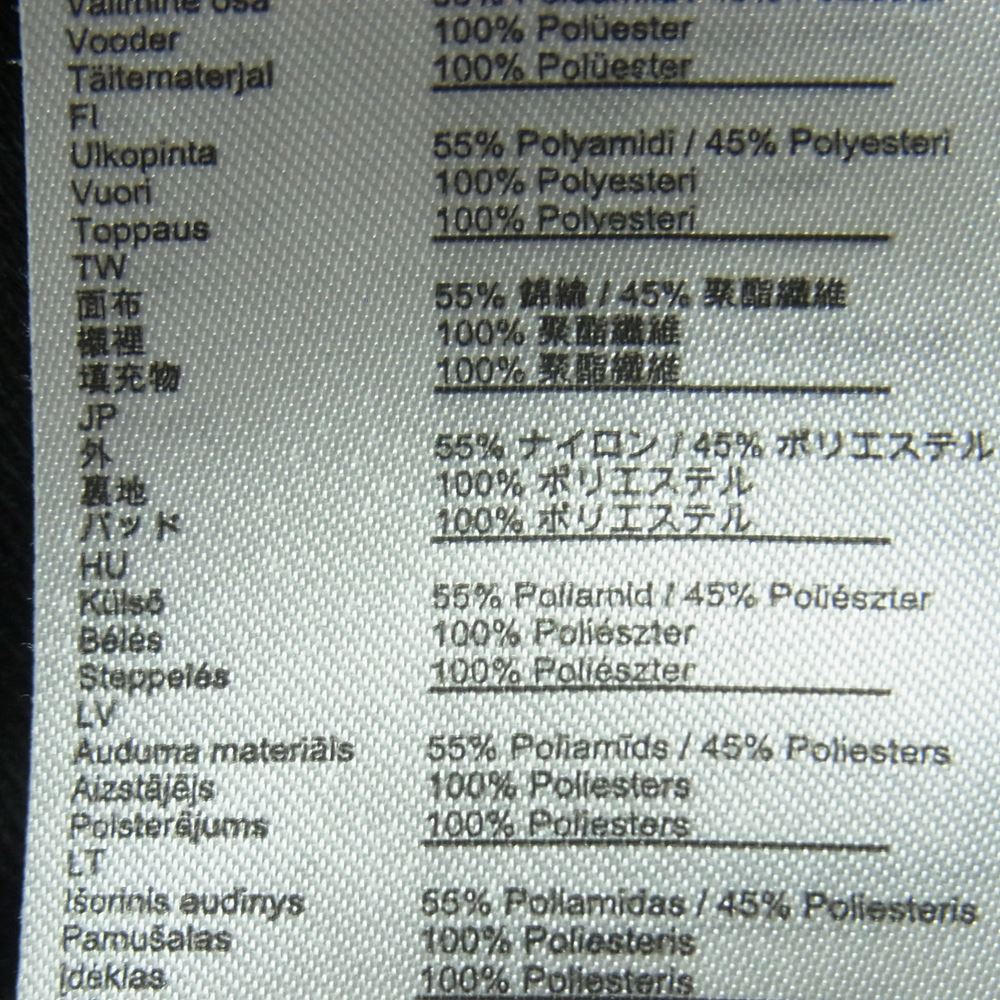 Välimine osa
Vooder 100% Polüester
Täitematerjal 100% Polüester
FI
Ulkopinta 55% Polyamidi / 45% Polyesteri
Vuori 100% Polyesteri
Toppaus 100% Polyesteri
TW
面布 55% 錦綸 / 45% 聚酯纖維
襯裡 100% 聚酯纖維
填充物 100% 聚酯纖維
JP
外 55% ナイロン / 45% ポリエステル
裏地 100% ポリエステル
パッド 100% ポリエステル
HU
Külső 55% Poliamid / 45% Poliészter
Bélés 100% Poliészter
Steppelés 100% Poliészter
LV
Auduma materiāls 55% Poliamīds / 45% Poliesters
Aizstājējs 100% Poliesters
Polsterējums 100% Poliesters
LT
Išorinis audinys 55% Poliamidas / 45% Poliesteris
Pamušalas 100% Poliesteris
Įdėklas 100% Poliesteris